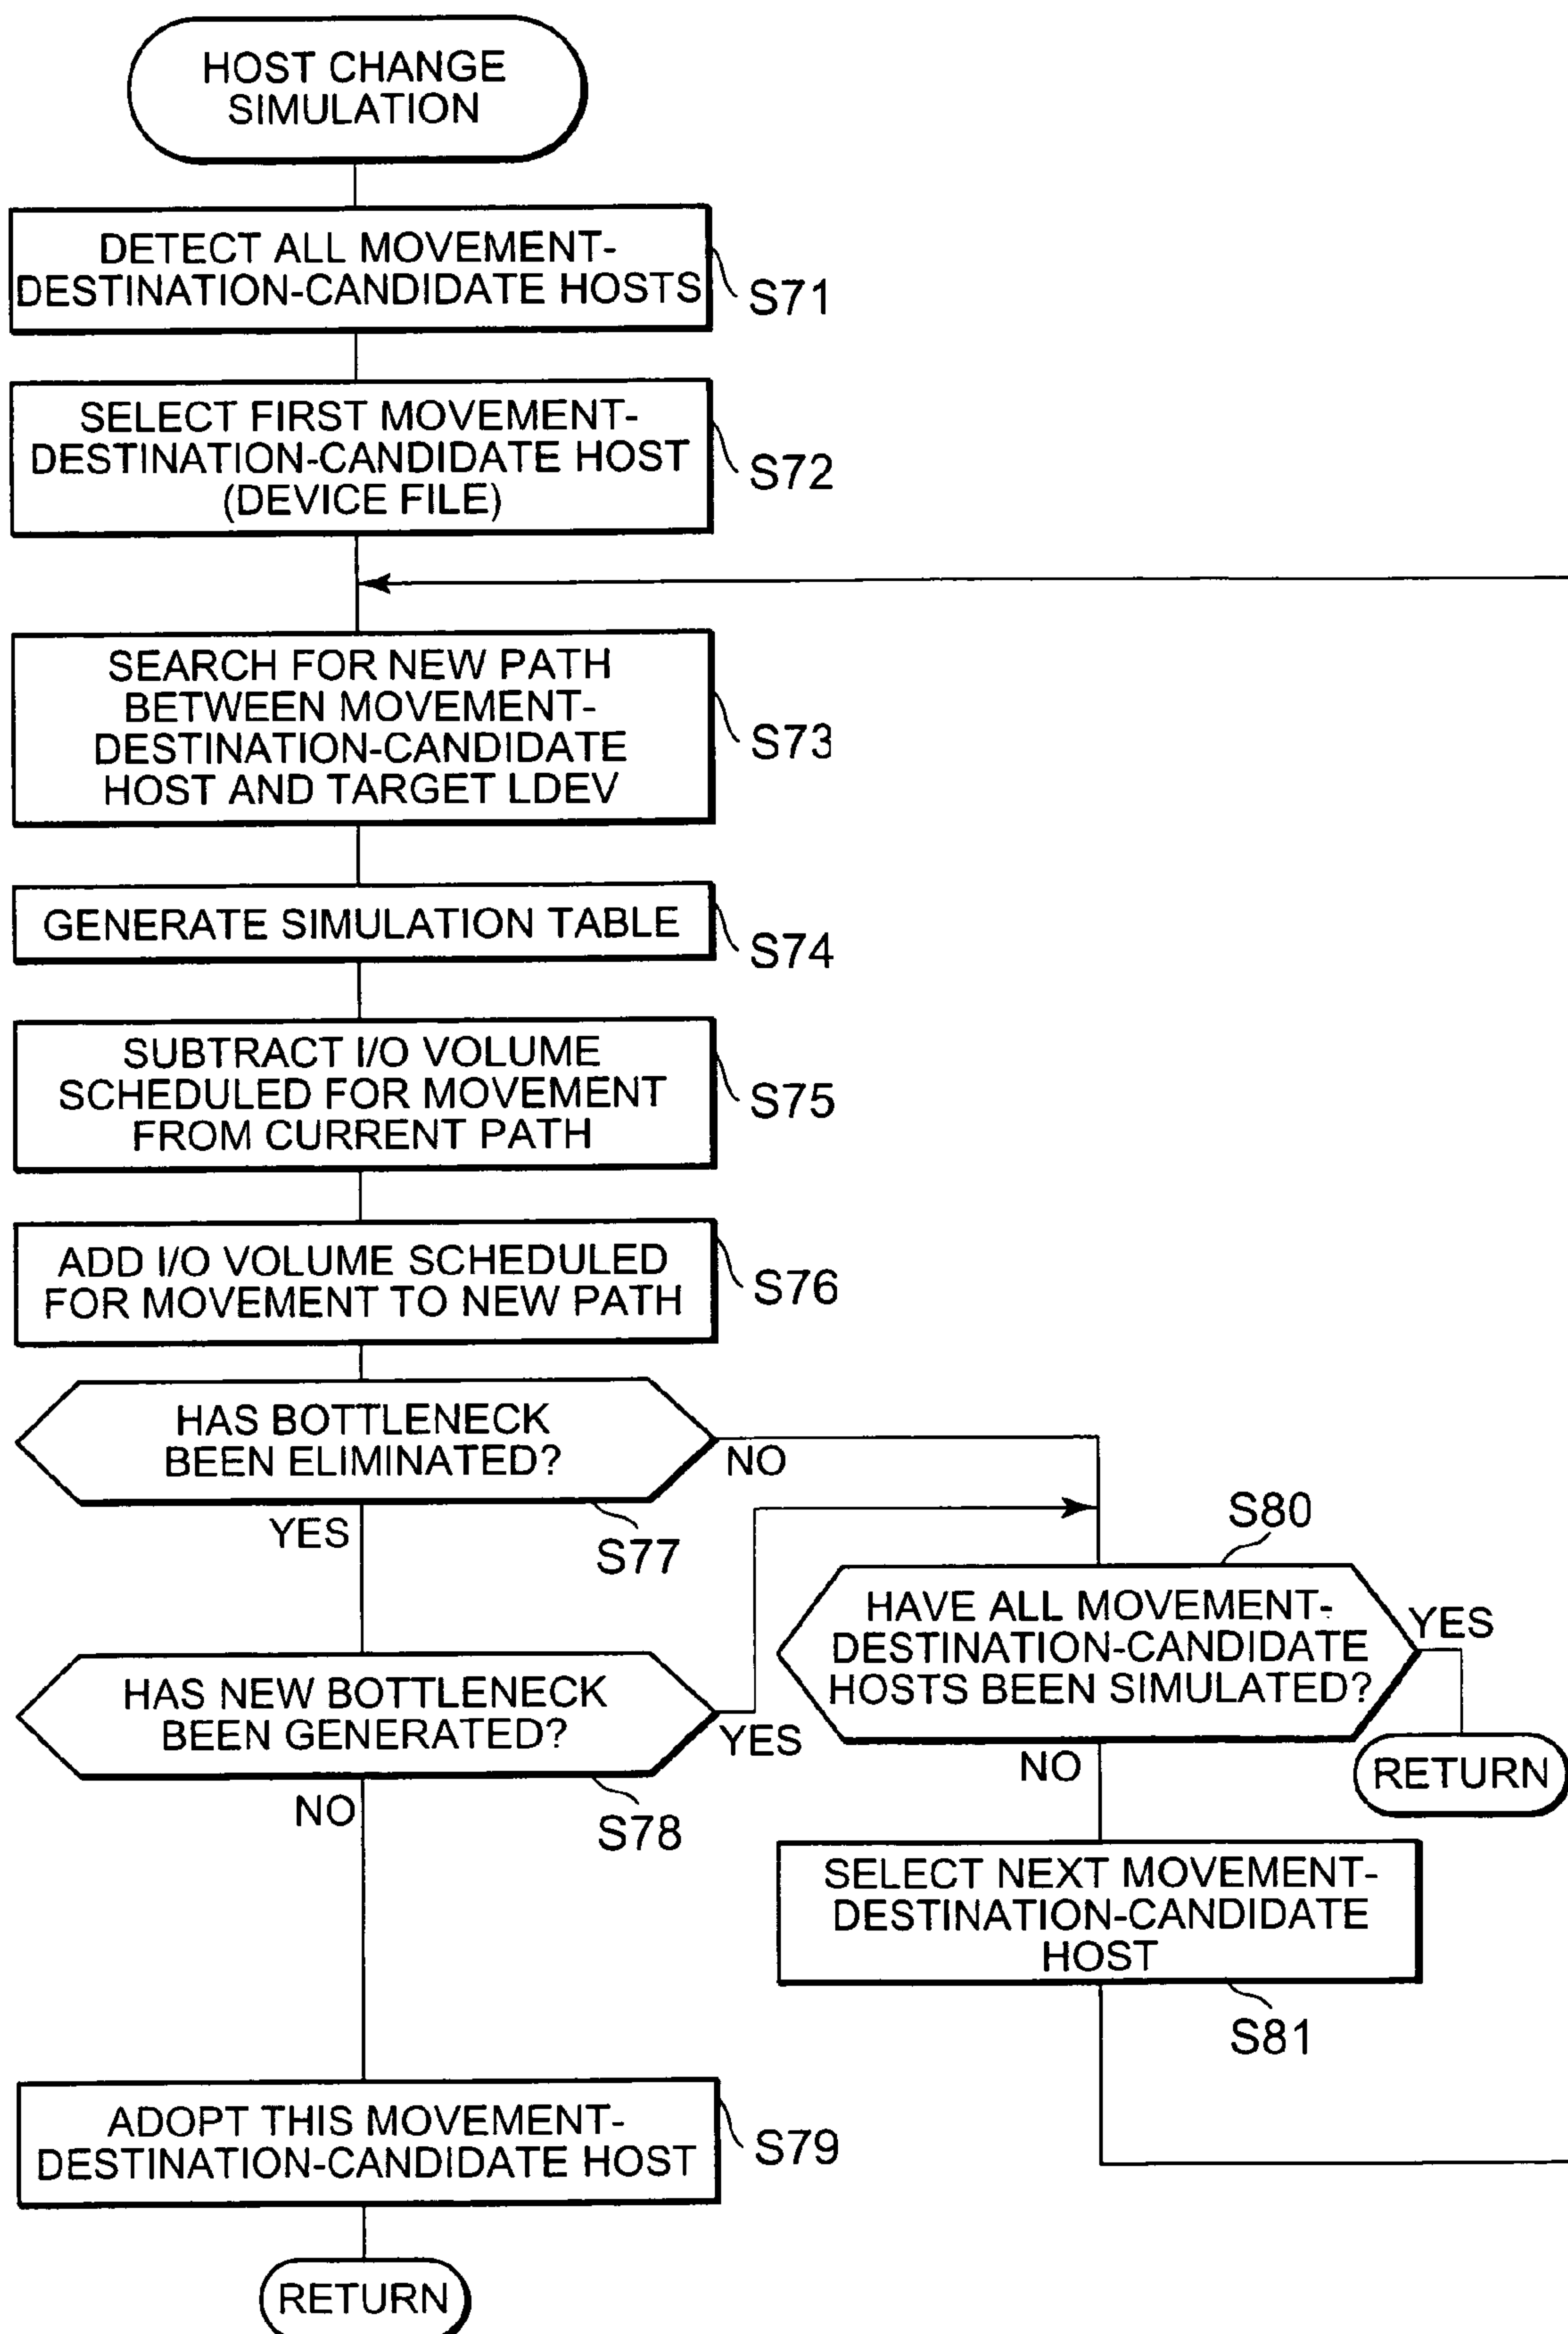 HOST CHANGE
SIMULATION
DETECT ALL MOVEMENT-
DESTINATION-CANDIDATE HOSTS
S71
SELECT FIRST MOVEMENT-
DESTINATION-CANDIDATE HOST
(DEVICE FILE)
S72
SEARCH FOR NEW PATH
BETWEEN MOVEMENT-
DESTINATION-CANDIDATE
HOST AND TARGET LDEV
S73
GENERATE SIMULATION TABLE
S74
SUBTRACT I/O VOLUME
SCHEDULED FOR MOVEMENT
FROM CURRENT PATH
S75
ADD I/O VOLUME SCHEDULED
FOR MOVEMENT TO NEW PATH
S76
HAS BOTTLENECK
BEEN ELIMINATED?
NO
YES
S77
HAS NEW BOTTLENECK
BEEN GENERATED?
YES
NO
S78
S80
HAVE ALL MOVEMENT-
DESTINATION-CANDIDATE
HOSTS BEEN SIMULATED?
YES
RETURN
NO
SELECT NEXT MOVEMENT-
DESTINATION-CANDIDATE
HOST
S81
ADOPT THIS MOVEMENT-
DESTINATION-CANDIDATE HOST
S79
RETURN